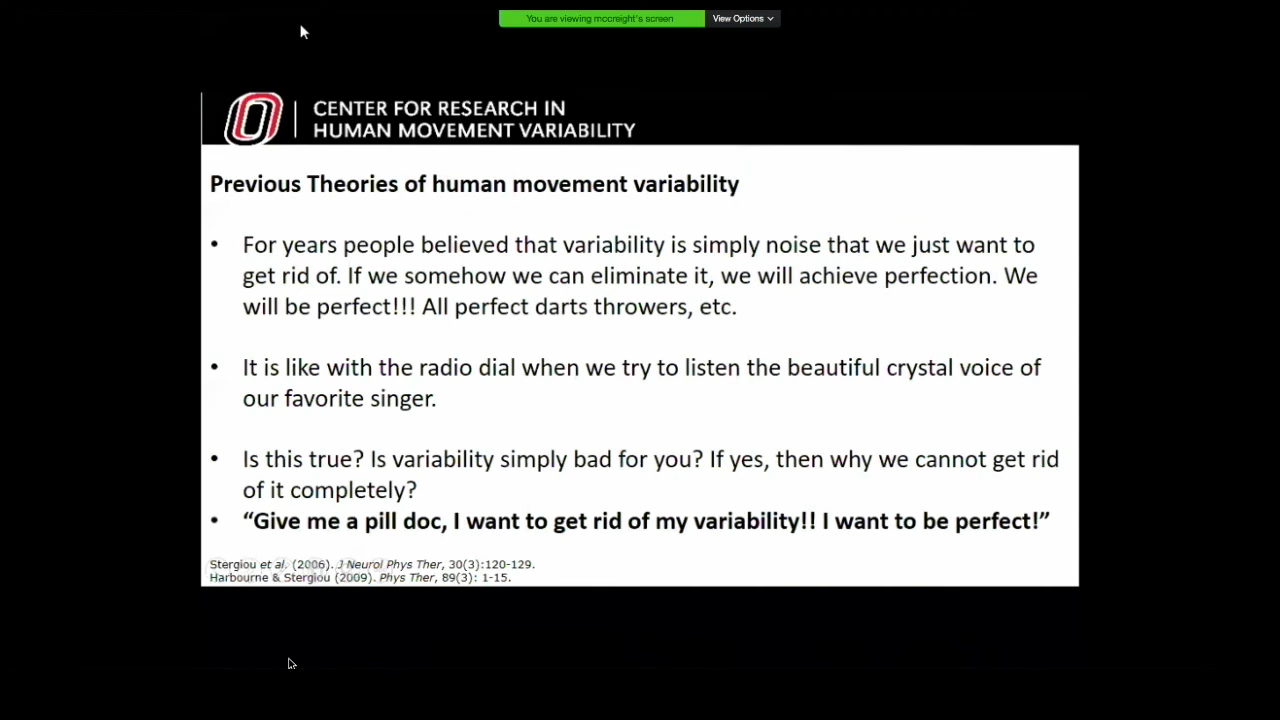 You are viewing mccreight's screen
View Options
CENTER FOR RESEARCH IN
HUMAN MOVEMENT VARIABILITY
Previous Theories of human movement variability
• For years people believed that variability is simply noise that we just want to
get rid of. If we somehow we can eliminate it, we will achieve perfection. We
will be perfect!!! All perfect darts throwers, etc.
• It is like with the radio dial when we try to listen the beautiful crystal voice of
our favorite singer.
• Is this true? Is variability simply bad for you? If yes, then why we cannot get rid
of it completely?
• “Give me a pill doc, I want to get rid of my variability!! I want to be perfect!”
Stergiou et al. (2006). J Neurol Phys Ther, 30(3):120-129.
Harbourne & Stergiou (2009). Phys Ther, 89(3): 1-15.